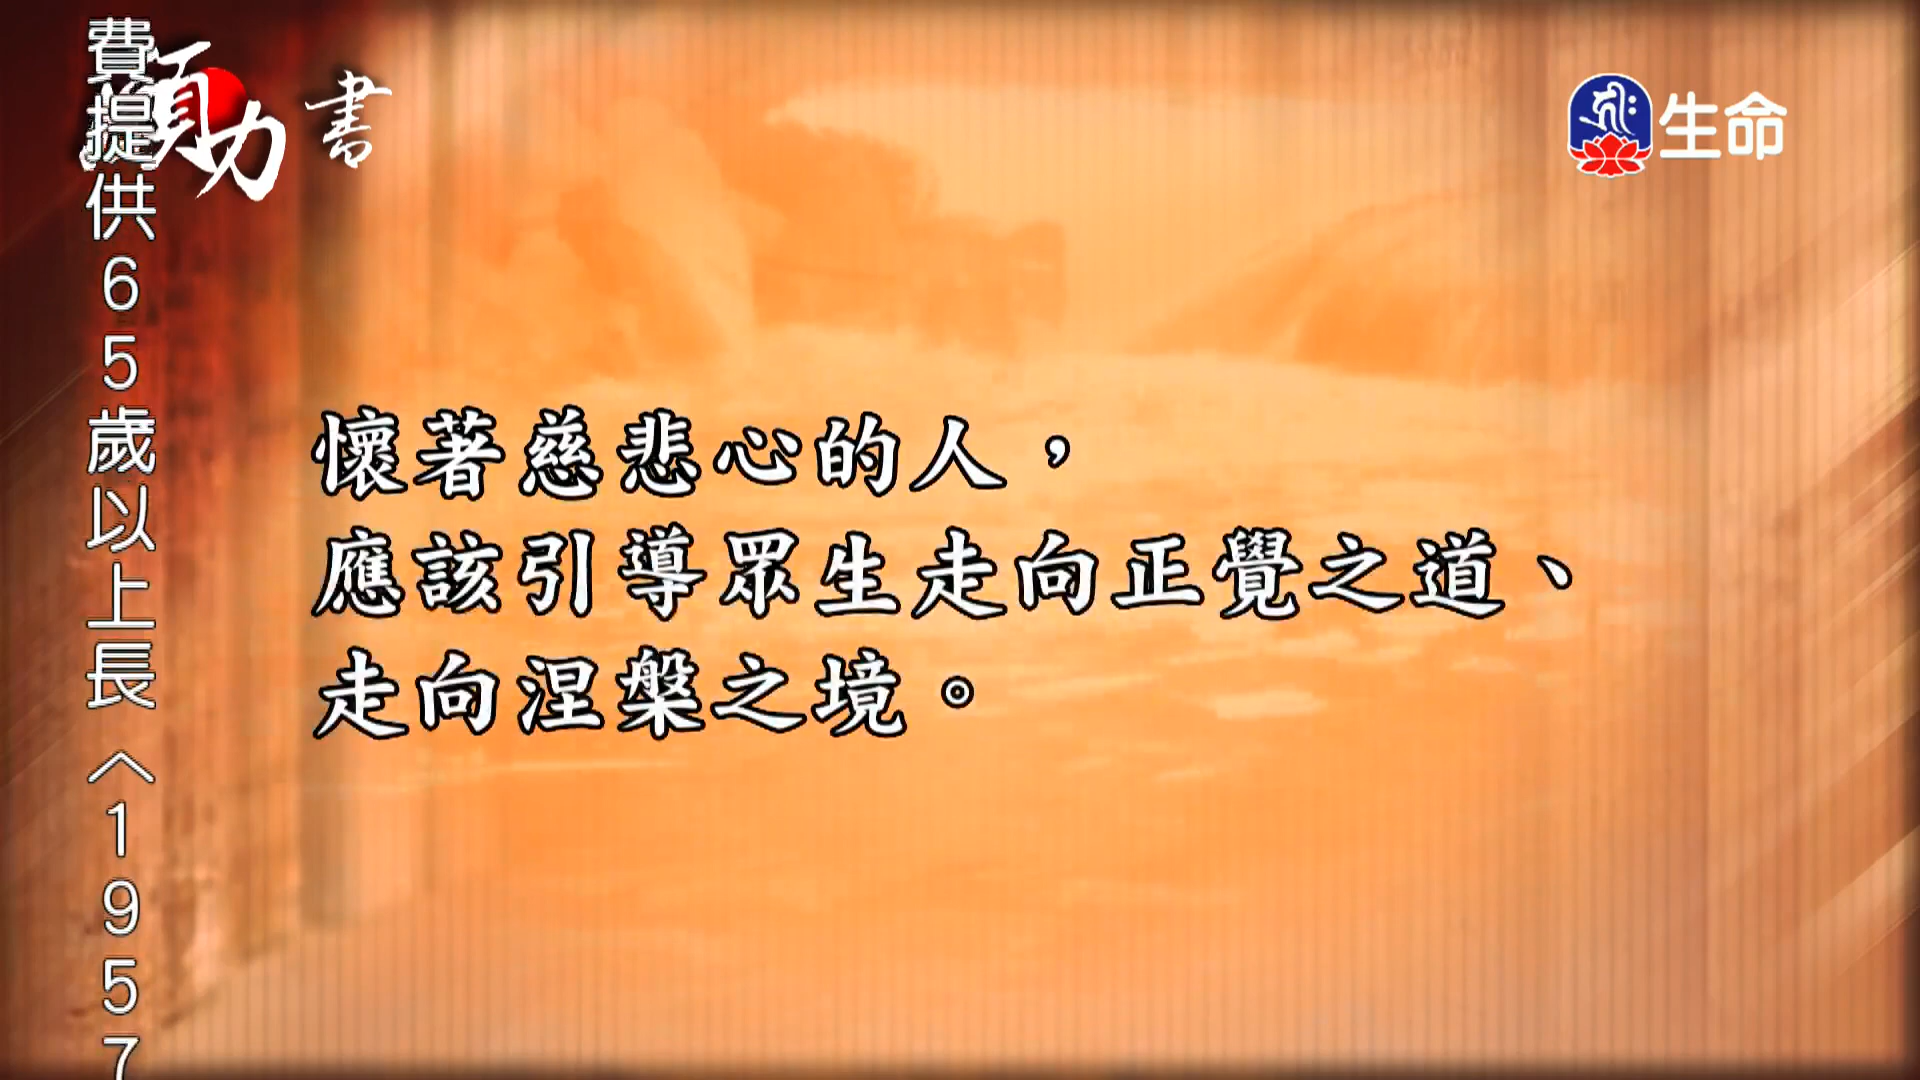 費提供65歲以上長〈1957
書
生命
懷著慈悲心的人，
應該引導眾生走向正覺之道、
走向涅槃之境。